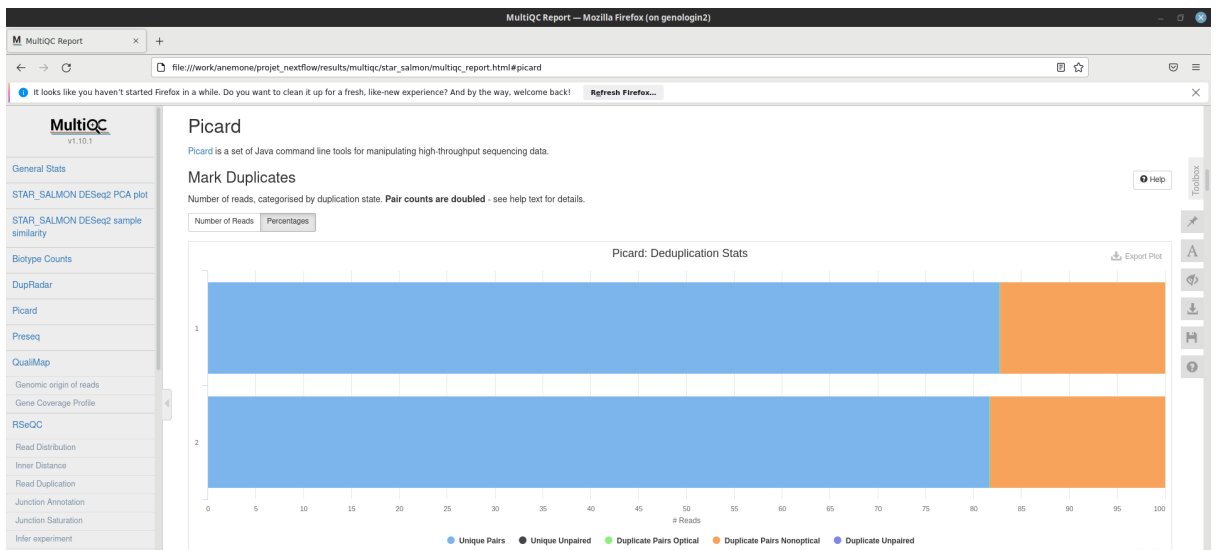 MultiQC Report — Mozilla Firefox (on genologin2)
M MultiQC Report
file:///work/anemone/projet_nextflow/results/multiqc/star_salmon/multiqc_report.html#picard
It looks like you haven't started Firefox in a while. Do you want to clean it up for a fresh, like-new experience? And by the way, welcome back! Refresh Firefox...
MultiQC
v1.10.1
General Stats
STAR_SALMON DESeq2 PCA plot
STAR_SALMON DESeq2 sample
similarity
Biotype Counts
DupRadar
Picard
Preseq
QualiMap
Genomic origin of reads
Gene Coverage Profile
RSeQC
Read Distribution
Inner Distance
Read Duplication
Junction Annotation
Junction Saturation
Infer experiment
Picard
Picard is a set of Java command line tools for manipulating high-throughput sequencing data.
Mark Duplicates
Help
Number of reads, categorised by duplication state. Pair counts are doubled - see help text for details.
Number of Reads Percentages
Picard: Deduplication Stats
Export Plot
1
2
0 5 10 15 20 25 30 35 40 45 50 55 60 65 70 75 80 85 90 95 100
# Reads
Unique Pairs Unique Unpaired Duplicate Pairs Optical Duplicate Pairs Nonoptical Duplicate Unpaired
Toolbox
A